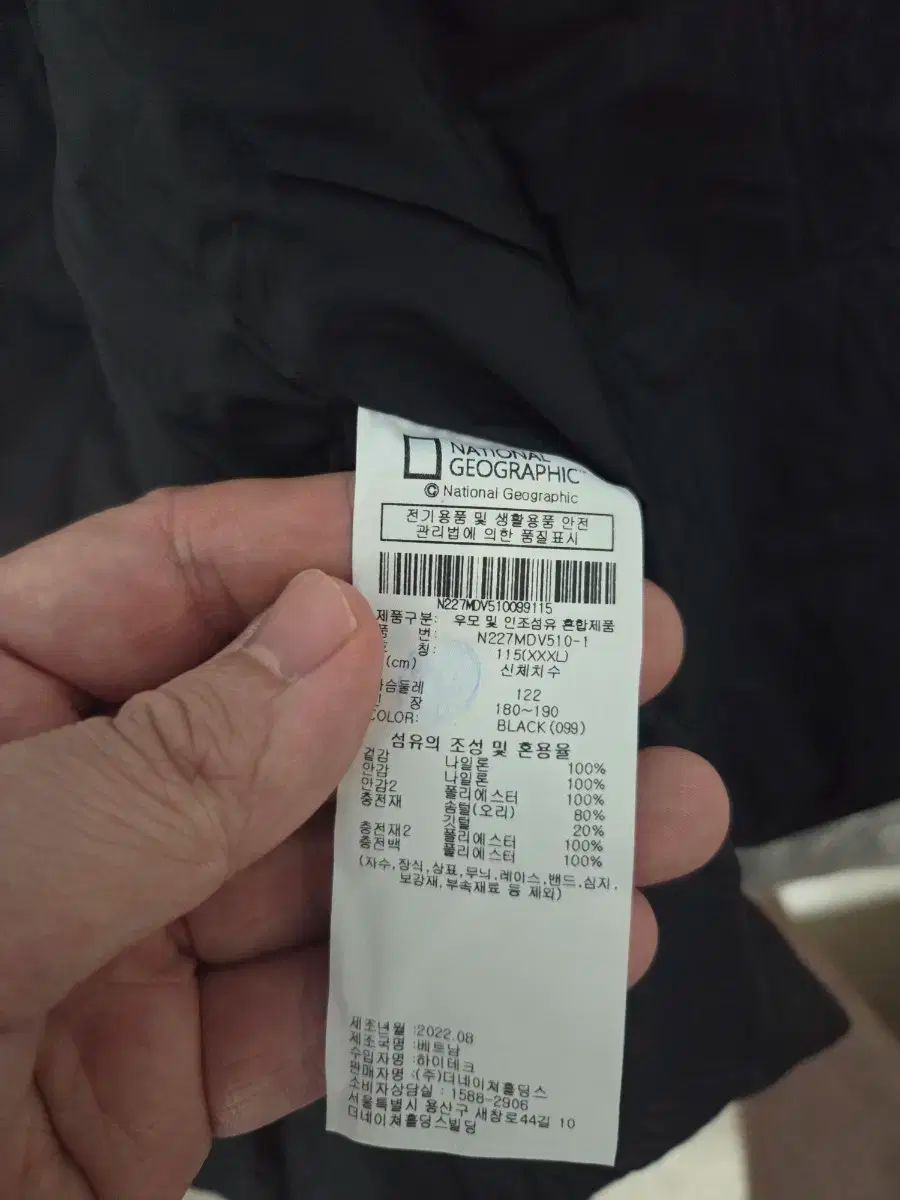 NATIONAL
GEOGRAPHIC™
© National Geographic
전기용품 및 생활용품 안전
관리법에 의한 품질표시
N227MDV510099115
제품구분: 우모 및 인조섬유 혼합제품
품 번: N227MDV510-1
칭: 115(XXXL)
(cm) 신체치수
가슴둘레 122
장 180~190
COLOR: BLACK(099)
섬유의 조성 및 혼용율
겉감 나일론 100%
안감 나일론 100%
안감2 폴리에스터 100%
충전재 솜털(오리) 80%
깃털 20%
충전재2 폴리에스터 100%
충전백 폴리에스터 100%
(자수,장식,상표,무늬,레이스,밴드,심지,
보강재,부속재료 등 제외)
제조년월 :2022.08
제조국명 :베트남
수입자명 :하이테크
판매자명 :(주)더네이쳐홀딩스
소비자상담실 : 1588-2906
서울특별시 용산구 새창로44길 10
더네이쳐홀딩스빌딩